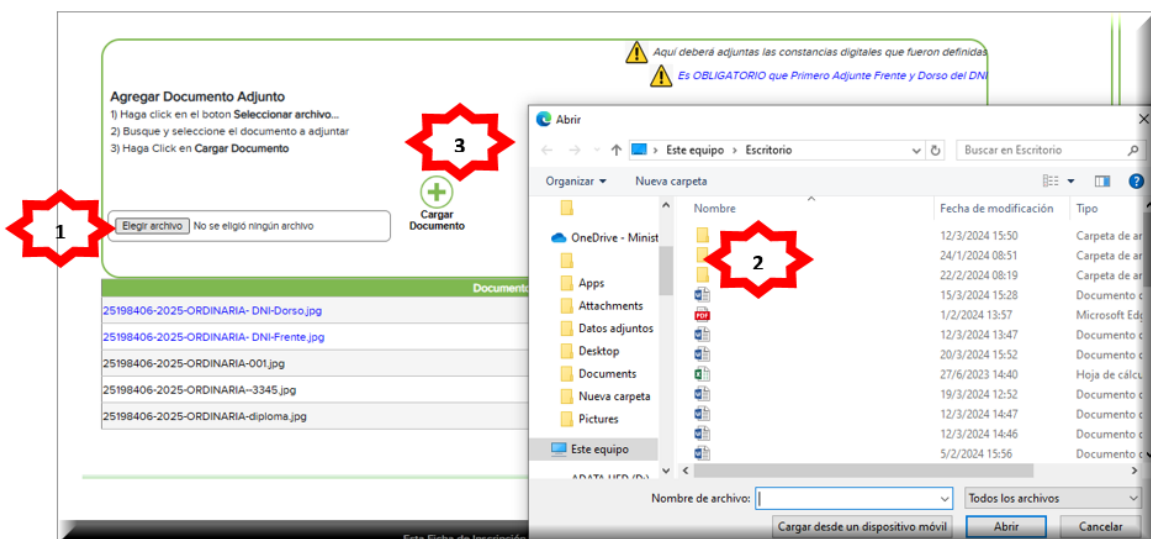 Aquí deberá adjuntas las constancias digitales que fueron definidas
Es OBLIGATORIO que Primero Adjunte Frente y Dorso del DNI
Agregar Documento Adjunto
1) Haga click en el boton Seleccionar archivo...
2) Busque y seleccione el documento a adjuntar
3) Haga Click en Cargar Documento
3
Cargar
Documento
1
Elegir archivo No se eligió ningún archivo
25198406-2025-ORDINARIA- DNI-Dorso.jpg
25198406-2025-ORDINARIA- DNI-Frente.jpg
25198406-2025-ORDINARIA-001.jpg
25198406-2025-ORDINARIA--3345.jpg
25198406-2025-ORDINARIA-diploma.jpg
Abrir
Este equipo > Escritorio
Buscar en Escritorio
Organizar
Nueva carpeta
OneDrive - Minist
Apps
Attachments
Datos adjuntos
Desktop
Documents
Nueva carpeta
Pictures
Este equipo
2
Nombre Fecha de modificación Tipo
12/3/2024 15:50 Carpeta de ar
24/1/2024 08:51 Carpeta de ar
22/2/2024 08:19 Carpeta de ar
15/3/2024 15:28 Documento
PDF 1/2/2024 13:57 Microsoft Edg
12/3/2024 13:47 Documento
20/3/2024 15:52 Documento
27/6/2023 14:40 Hoja de cálcu
19/3/2024 12:52 Documento
12/3/2024 14:47 Documento
12/3/2024 14:46 Documento
5/2/2024 15:56 Documento
Nombre de archivo:
Todos los archivos
Cargar desde un dispositivo móvil
Abrir
Cancelar